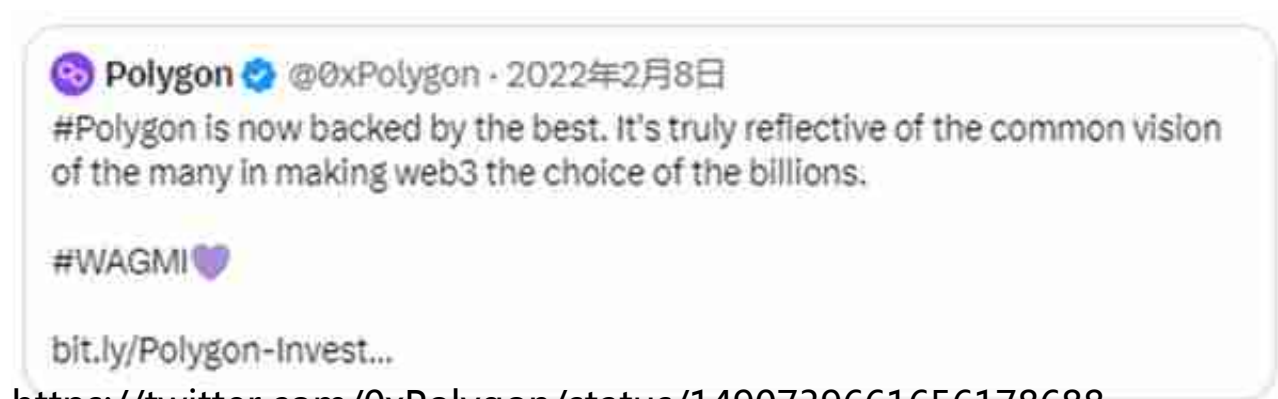 Polygon @0xPolygon · 2022年2月8日
#Polygon is now backed by the best. It's truly reflective of the common vision
of the many in making web3 the choice of the billions.
#WAGMI💜
bit.ly/Polygon-Invest...
https://twitter.com/0xPolygon/status/1490739661656178688